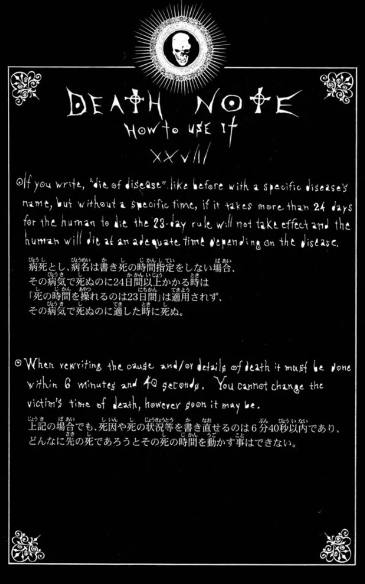 DEATH NOTE
How to USE It
XXVIII
If you write, "die of disease" like before with a specific disease's
name, but without a specific time, if it takes more than 24 days
for the human to die the 23-day rule will not take effect and the
human will die at an adequate time depending on the disease.
病死とし、病名は書き死の時間指定をしない場合、
その病気で死ぬのに24日間以上かかる時は
「死の時間を操れるのは23日間」は適用されず、
その病気で死ぬのに適した時に死ぬ。
When rewriting the cause and/or details of death it must be done
within 6 minutes and 40 seconds. You cannot change the
victim's time of death, however soon it may be.
上記の場合でも、死因や死の状況等を書き直せるのは6分40秒以内であり、
どんなに先の死であろうとその死の時間を動かす事はできない。